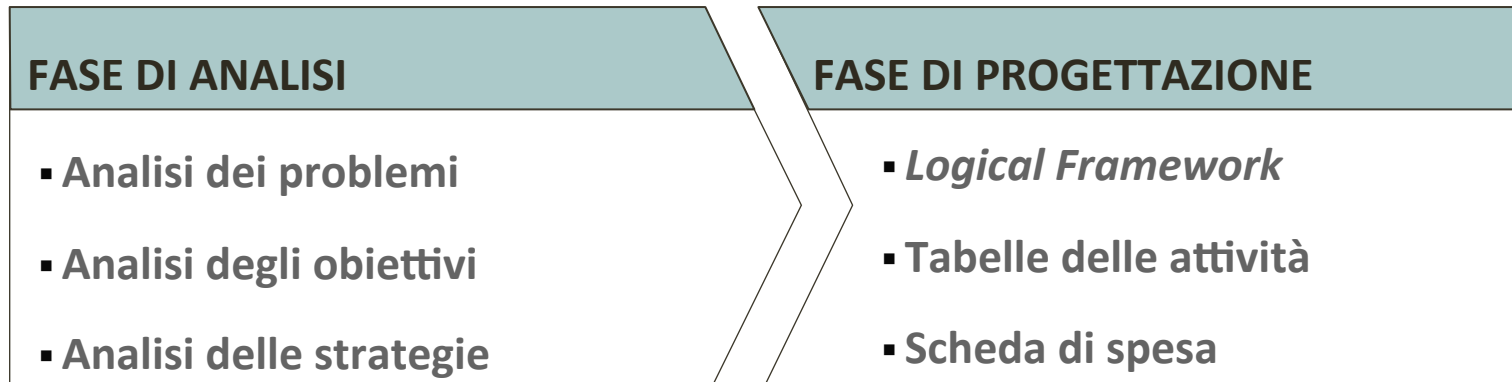 FASE DI ANALISI
▪ Analisi dei problemi
▪ Analisi degli obiettivi
▪ Analisi delle strategie
FASE DI PROGETTAZIONE
▪ Logical Framework
▪ Tabelle delle attività
▪ Scheda di spesa